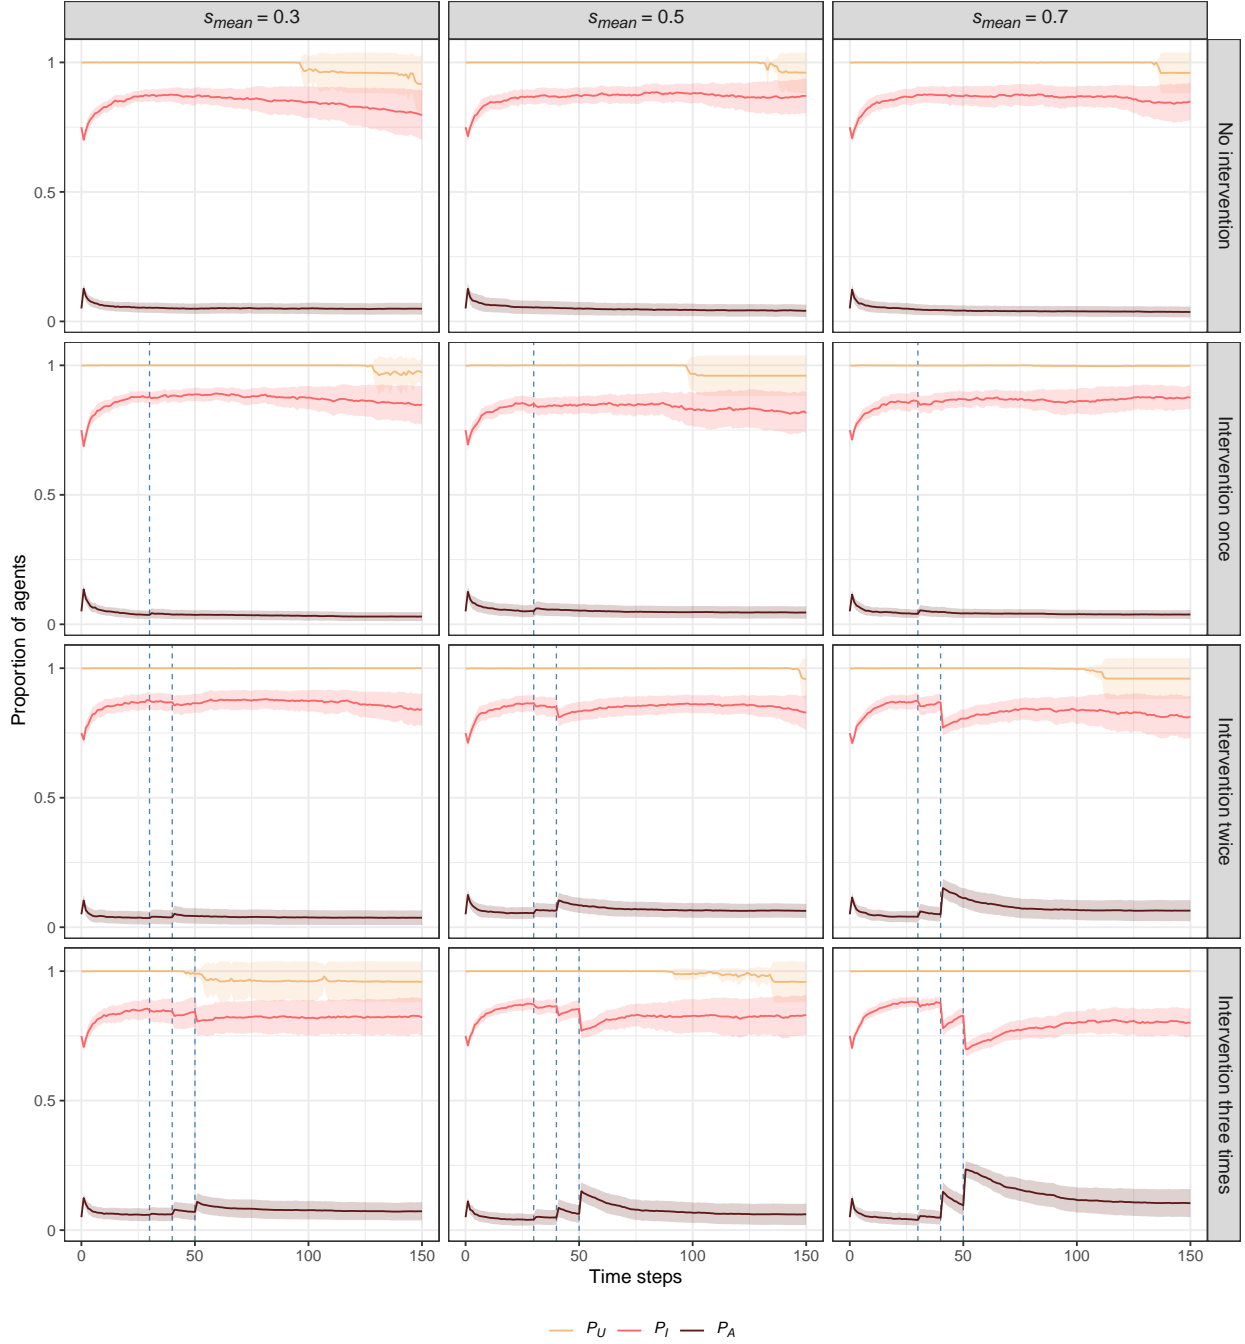 s_mean = 0.3
s_mean = 0.5
s_mean = 0.7
1
0.5
0
No intervention
1
0.5
0
Intervention once
1
0.5
0
Intervention twice
1
0.5
0
Intervention three times
Proportion of agents
0 50 100 150
0 50 100 150
0 50 100 150
Time steps
P_U P_I P_A